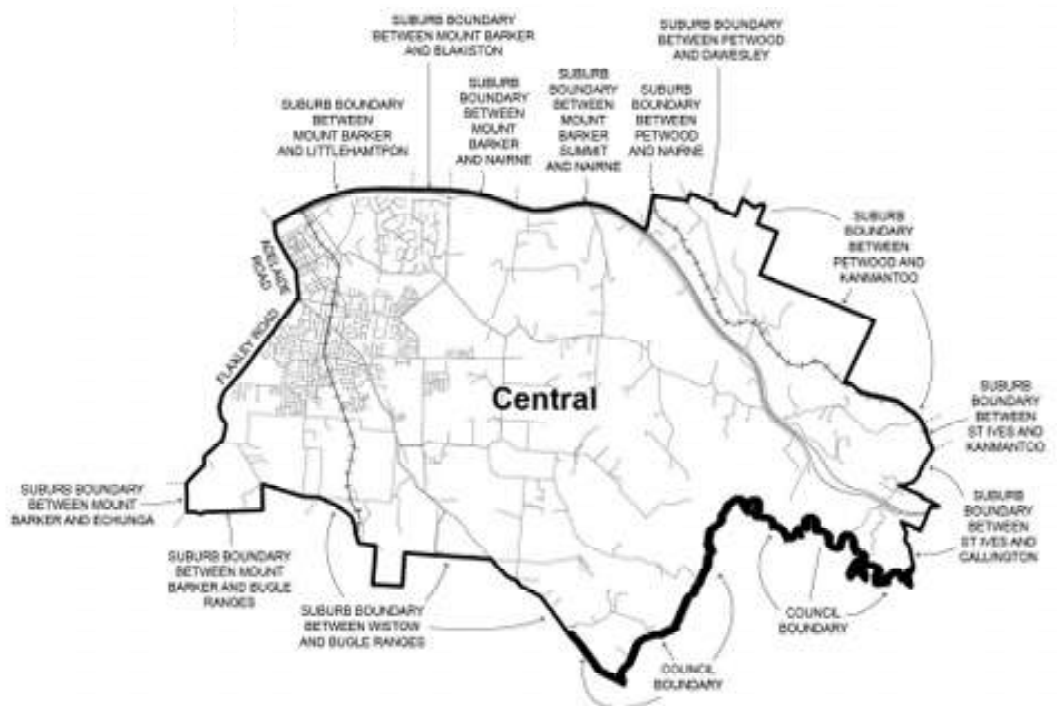 SUBURB BOUNDARY
BETWEEN MOUNT BARKER
AND BLAKISTON
SUBURB BOUNDARY
BETWEEN PETWOOD
AND DAWESLEY
SUBURB
BOUNDARY
BETWEEN
MOUNT
BARKER
AND NAIRNE
SUBURB
BOUNDARY
BETWEEN
MOUNT
BARKER
SUMMIT
AND NAIRNE
SUBURB
BOUNDARY
BETWEEN
PETWOOD
AND NAIRNE
SUBURB BOUNDARY
BETWEEN
MOUNT BARKER
AND LITTLEHAMTPON
SUBURB
BOUNDARY
BETWEEN
PETWOOD AND
KANMANTOO
ADELAIDE
ROAD
FLAXLEY ROAD
Central
SUBURB
BOUNDARY
BETWEEN
ST IVES AND
KANMANTOO
SUBURB BOUNDARY
BETWEEN MOUNT
BARKER AND ECHUNGA
SUBURB
BOUNDARY
BETWEEN
ST IVES AND
CALLINGTON
SUBURB BOUNDARY
BETWEEN MOUNT
BARKER AND BUGLE
RANGES
SUBURB BOUNDARY
BETWEEN WISTOW
AND BUGLE RANGES
COUNCIL
BOUNDARY
COUNCIL
BOUNDARY